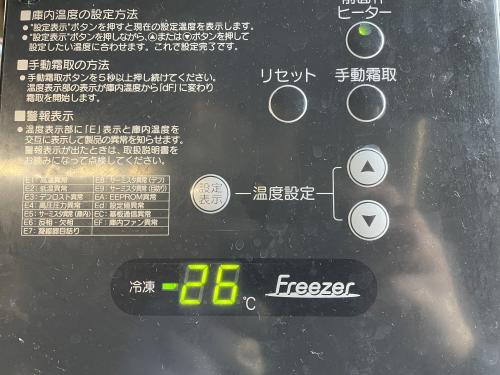 ■庫内温度の設定方法
●"設定表示"ボタンを押すと現在の設定温度を表示します。
●"設定表示"ボタンを押しながら、▲または▼ボタンを押して
設定したい温度に合わせます。これで設定完了です。
■手動霜取の方法
●手動霜取ボタンを5秒以上押し続けてください。
温度表示部の表示が庫内温度から「dF」に変わり
霜取を開始します。
■警報表示
●温度表示部に「E」表示と庫内温度を
交互に表示して製品の異常を知らせます。
警報表示が出たときは、取扱説明書を
お読みになって点検してください。
E1:高温異常 E9:サーミスタ異常(デフ)
E2:低温異常
E3:デフロスト異常 EA:EEPROM異常
E4:高圧圧力異常 Ed:設定値異常
E5:サーミスタ異常(庫内) EC:基板通信異常
E6:反相・欠相 EF:庫内ファン異常
E7:凝縮器目詰り
ヒーター
リセット 手動霜取
設定
表示
温度設定
▲
▼
冷凍 -26 ℃ Freezer